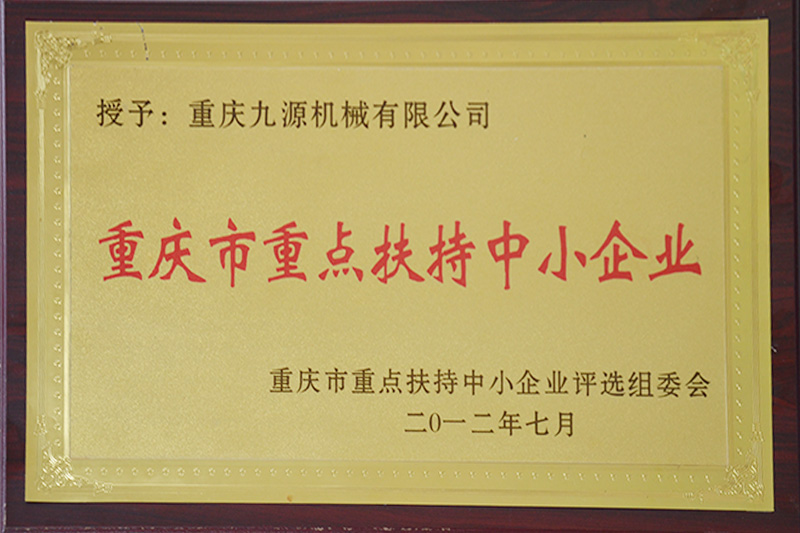 授予：重庆九源机械有限公司
重庆市重点扶持中小企业
重庆市重点扶持中小企业评选组委会
二0一二年七月